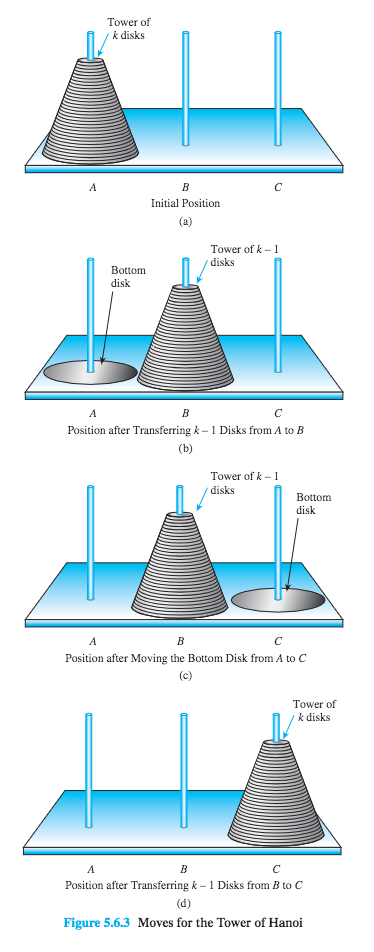 Tower of
k disks
A B C
Initial Position
(a)
Tower of k – 1
disks
Bottom
disk
A B C
Position after Transferring k – 1 Disks from A to B
(b)
Tower of k – 1
disks
Bottom
disk
A B C
Position after Moving the Bottom Disk from A to C
(c)
Tower of
k disks
A B C
Position after Transferring k – 1 Disks from B to C
(d)
Figure 5.6.3 Moves for the Tower of Hanoi